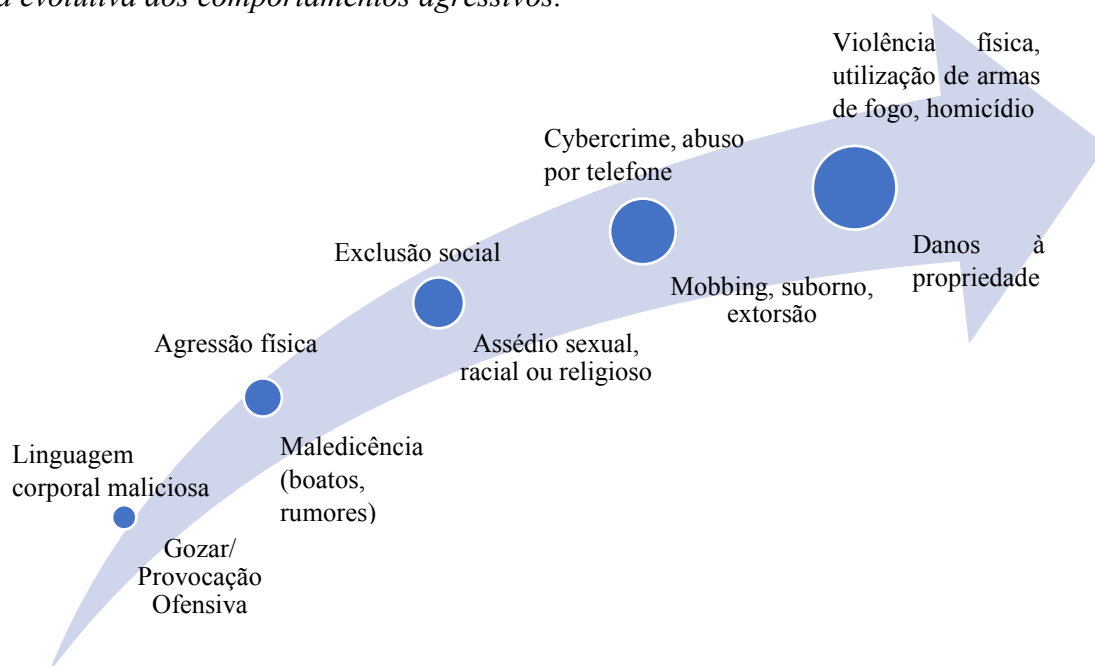 a evolutiva dos comportamentos agressivos.
Violência física,
utilização de armas
de fogo, homicídio
Cybercrime, abuso
por telefone
Danos à
propriedade
Exclusão social
Mobbing, suborno,
extorsão
Agressão física
Assédio sexual,
racial ou religioso
Linguagem
corporal maliciosa
Maledicência
(boatos,
rumores)
Gozar/
Provocação
Ofensiva